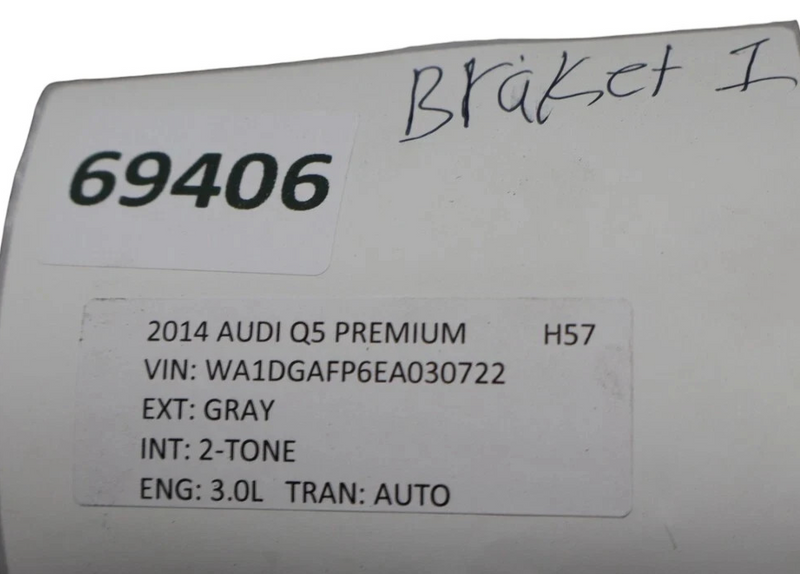 Braket I
69406
2014 AUDI Q5 PREMIUM H57
VIN: WA1DGAFP6EA030722
EXT: GRAY
INT: 2-TONE
ENG: 3.0L TRAN: AUTO